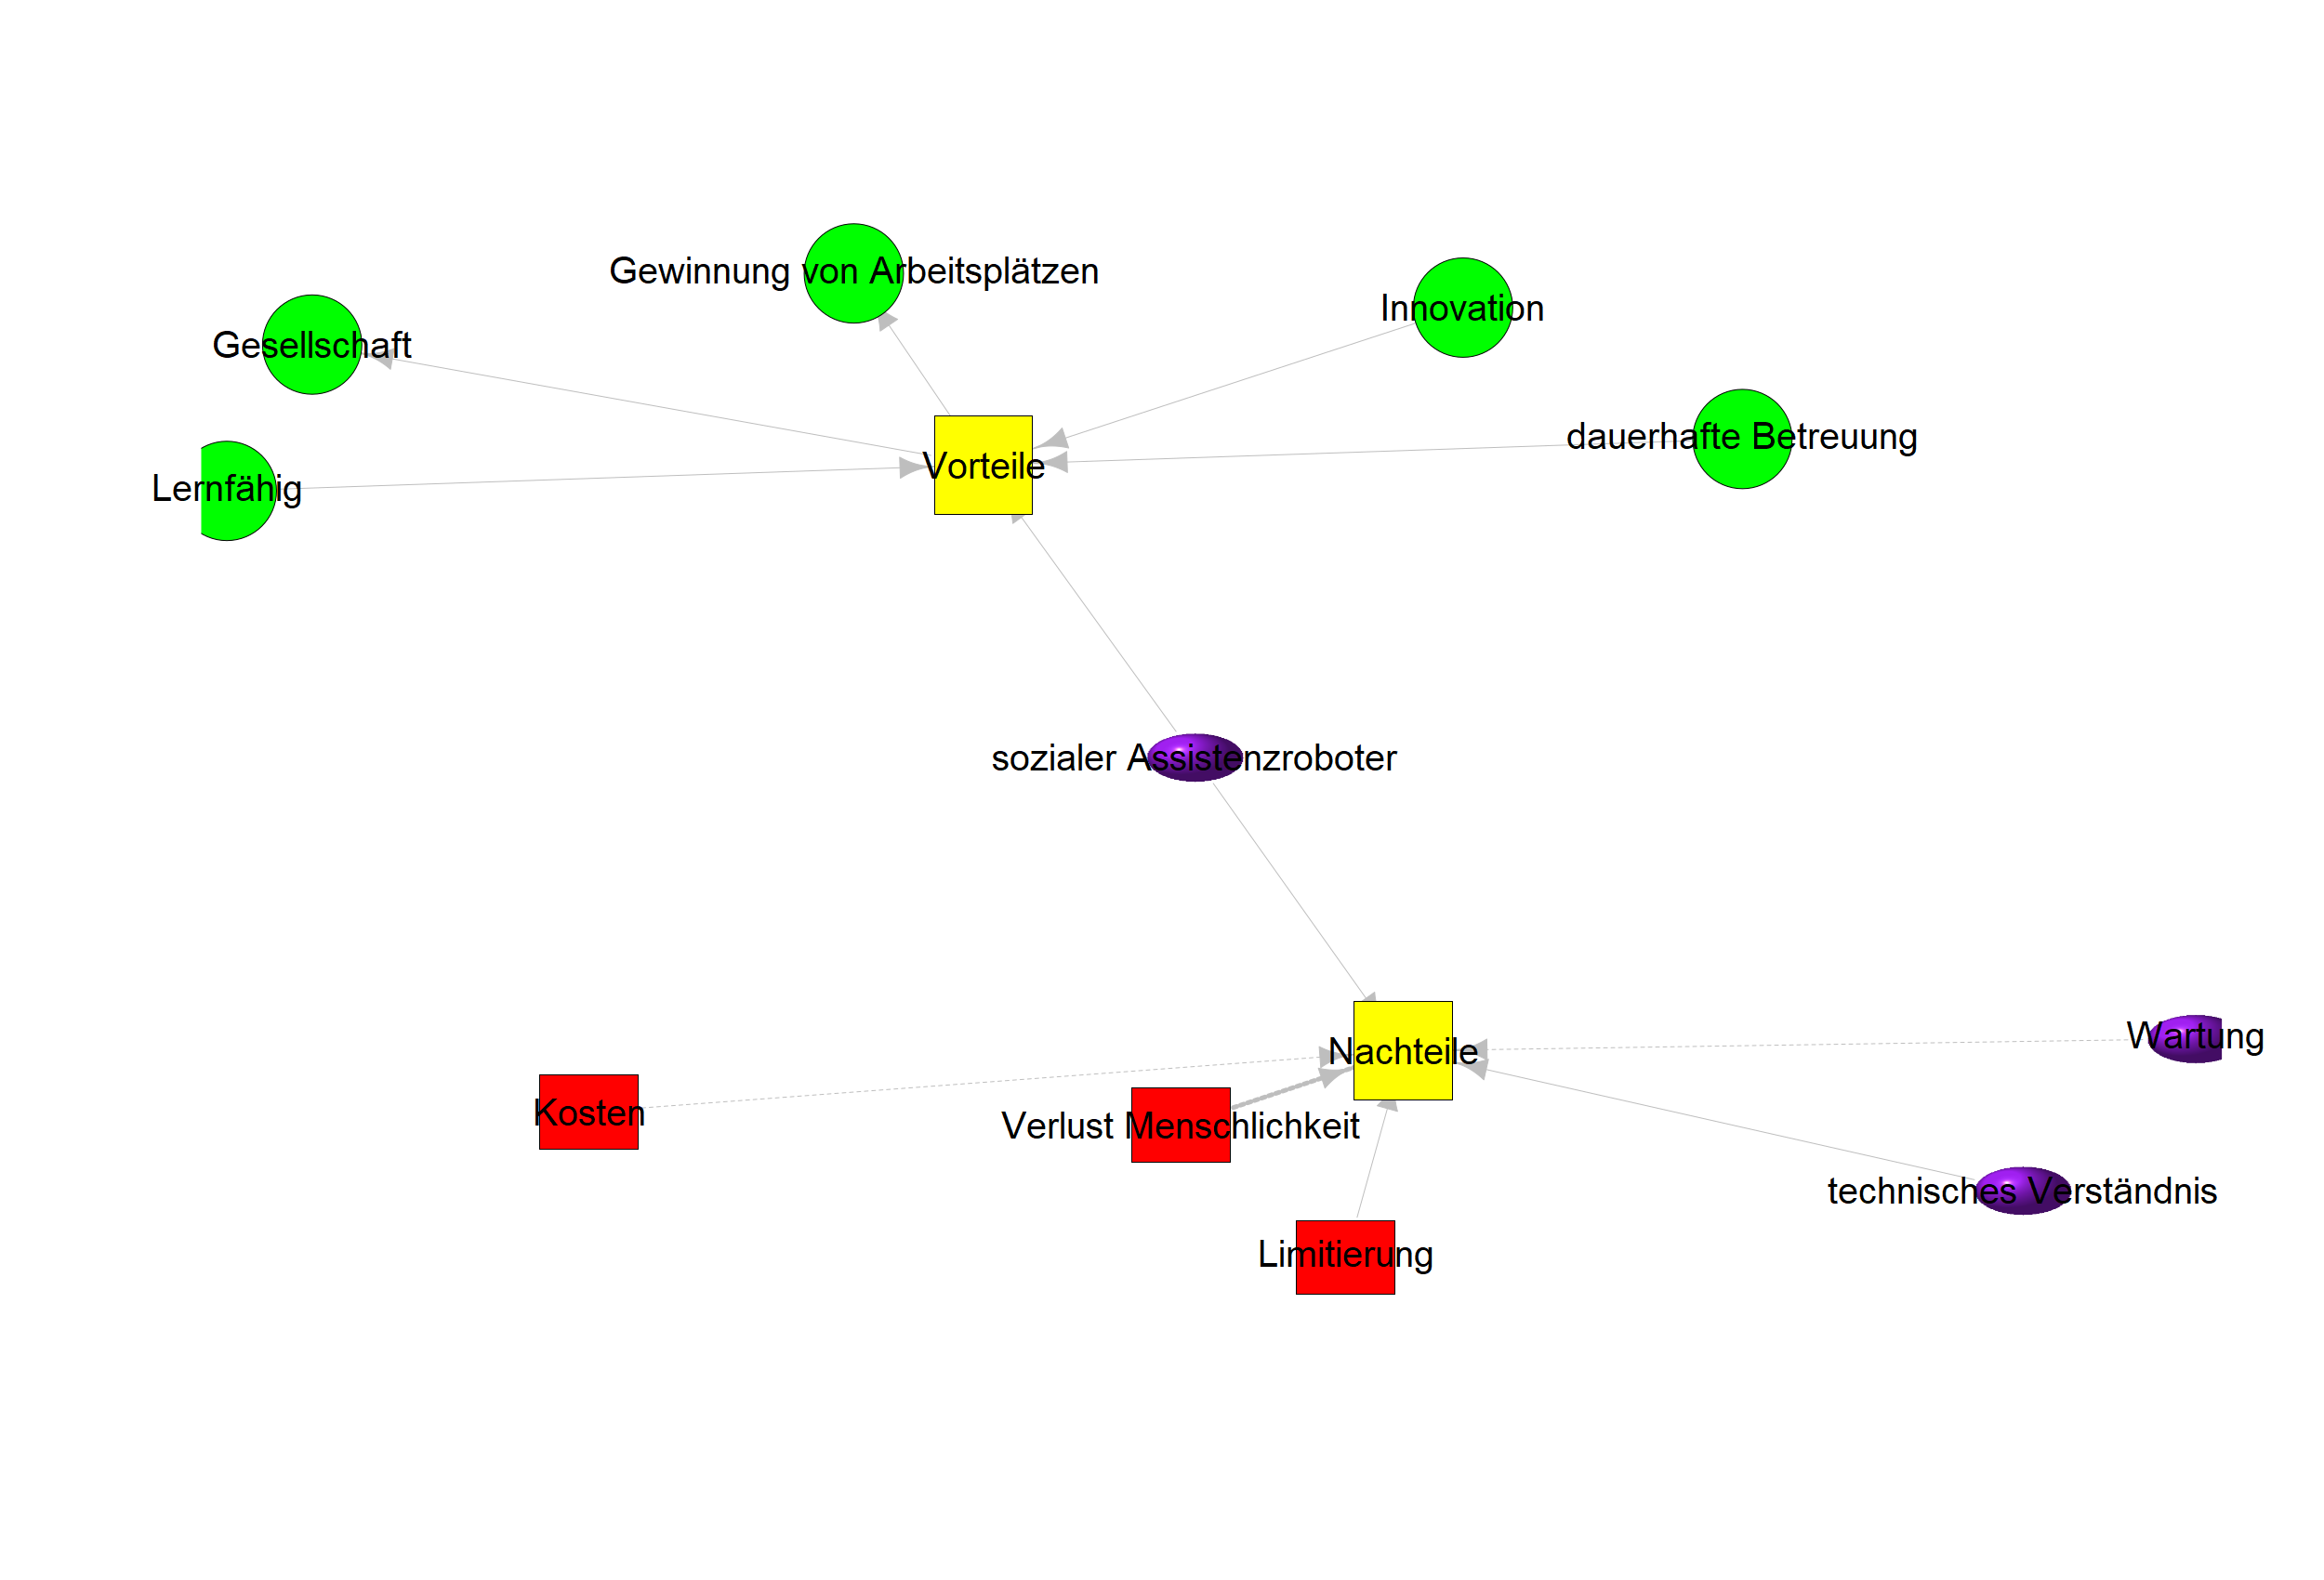 Gewinnung von Arbeitsplätzen
Innovation
Gesellschaft
dauerhafte Betreuung
Vorteile
Lernfähig
sozialer Assistenzroboter
Wartung
Nachteile
Kosten
Verlust Menschlichkeit
technisches Verständnis
Limitierung